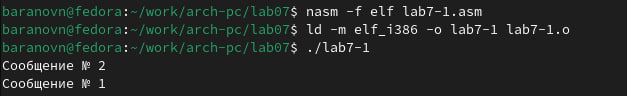 baranovn@fedora:~/work/arch-pc/lab07$ nasm -f elf lab7-1.asm
baranovn@fedora:~/work/arch-pc/lab07$ ld -m elf_i386 -o lab7-1 lab7-1.o
baranovn@fedora:~/work/arch-pc/lab07$ ./lab7-1
Сообщение № 2
Сообщение № 1